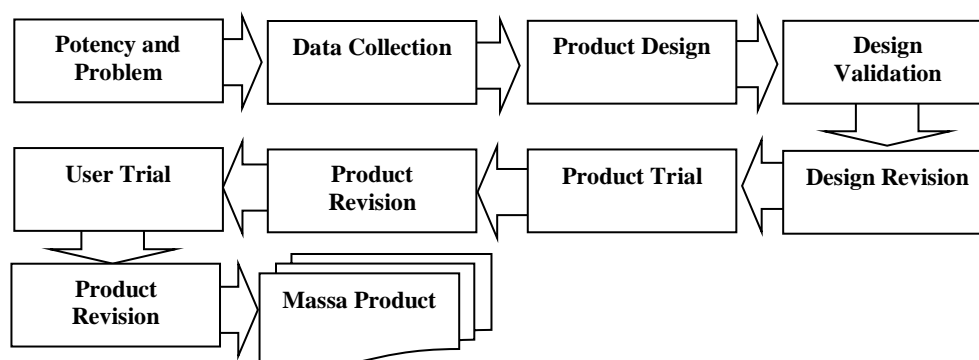 Potency and
Problem
Data Collection
Product Design
Design
Validation
Design Revision
Product Trial
Product
Revision
User Trial
Product
Revision
Massa Product